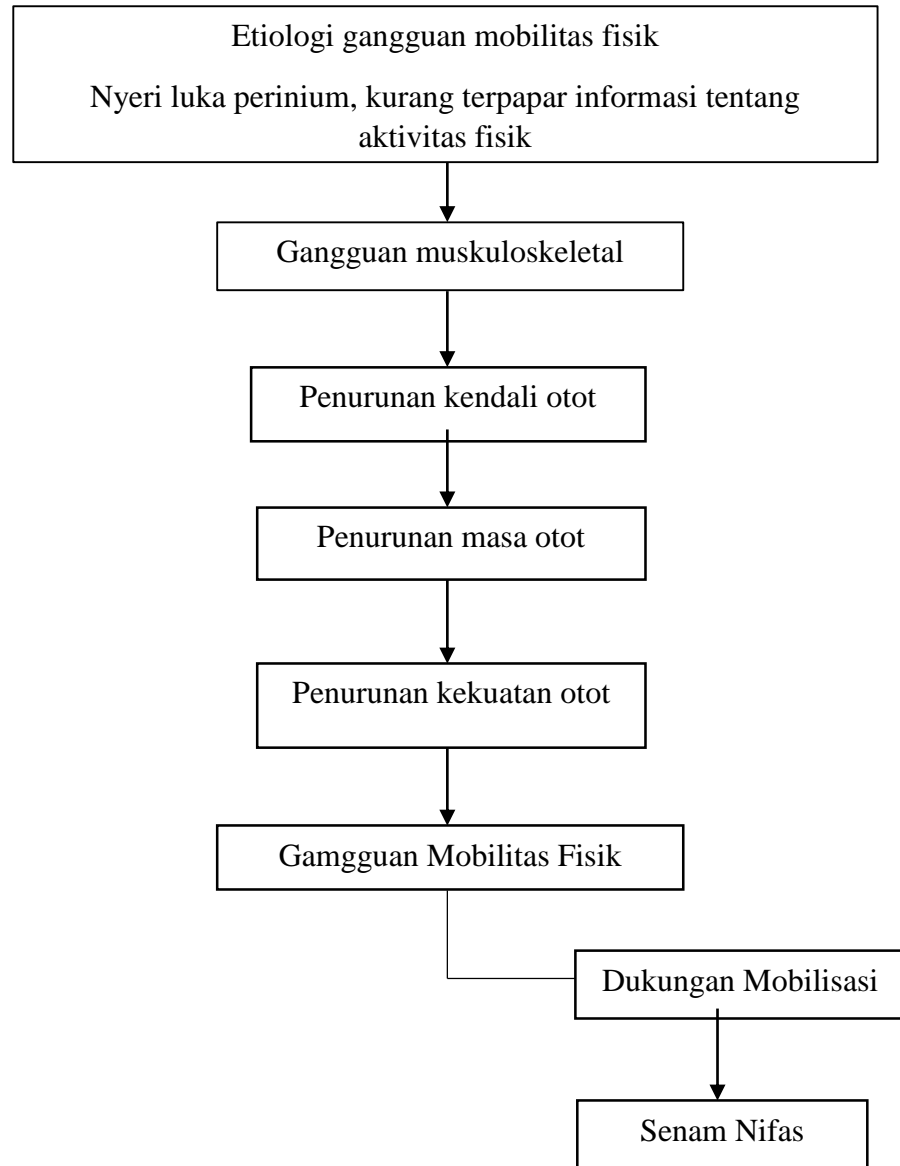 Etiologi gangguan mobilitas fisik
Nyeri luka perinium, kurang terpapar informasi tentang
aktivitas fisik
Gangguan muskuloskeletal
Penurunan kendali otot
Penurunan masa otot
Penurunan kekuatan otot
Gamgguan Mobilitas Fisik
Dukungan Mobilisasi
Senam Nifas